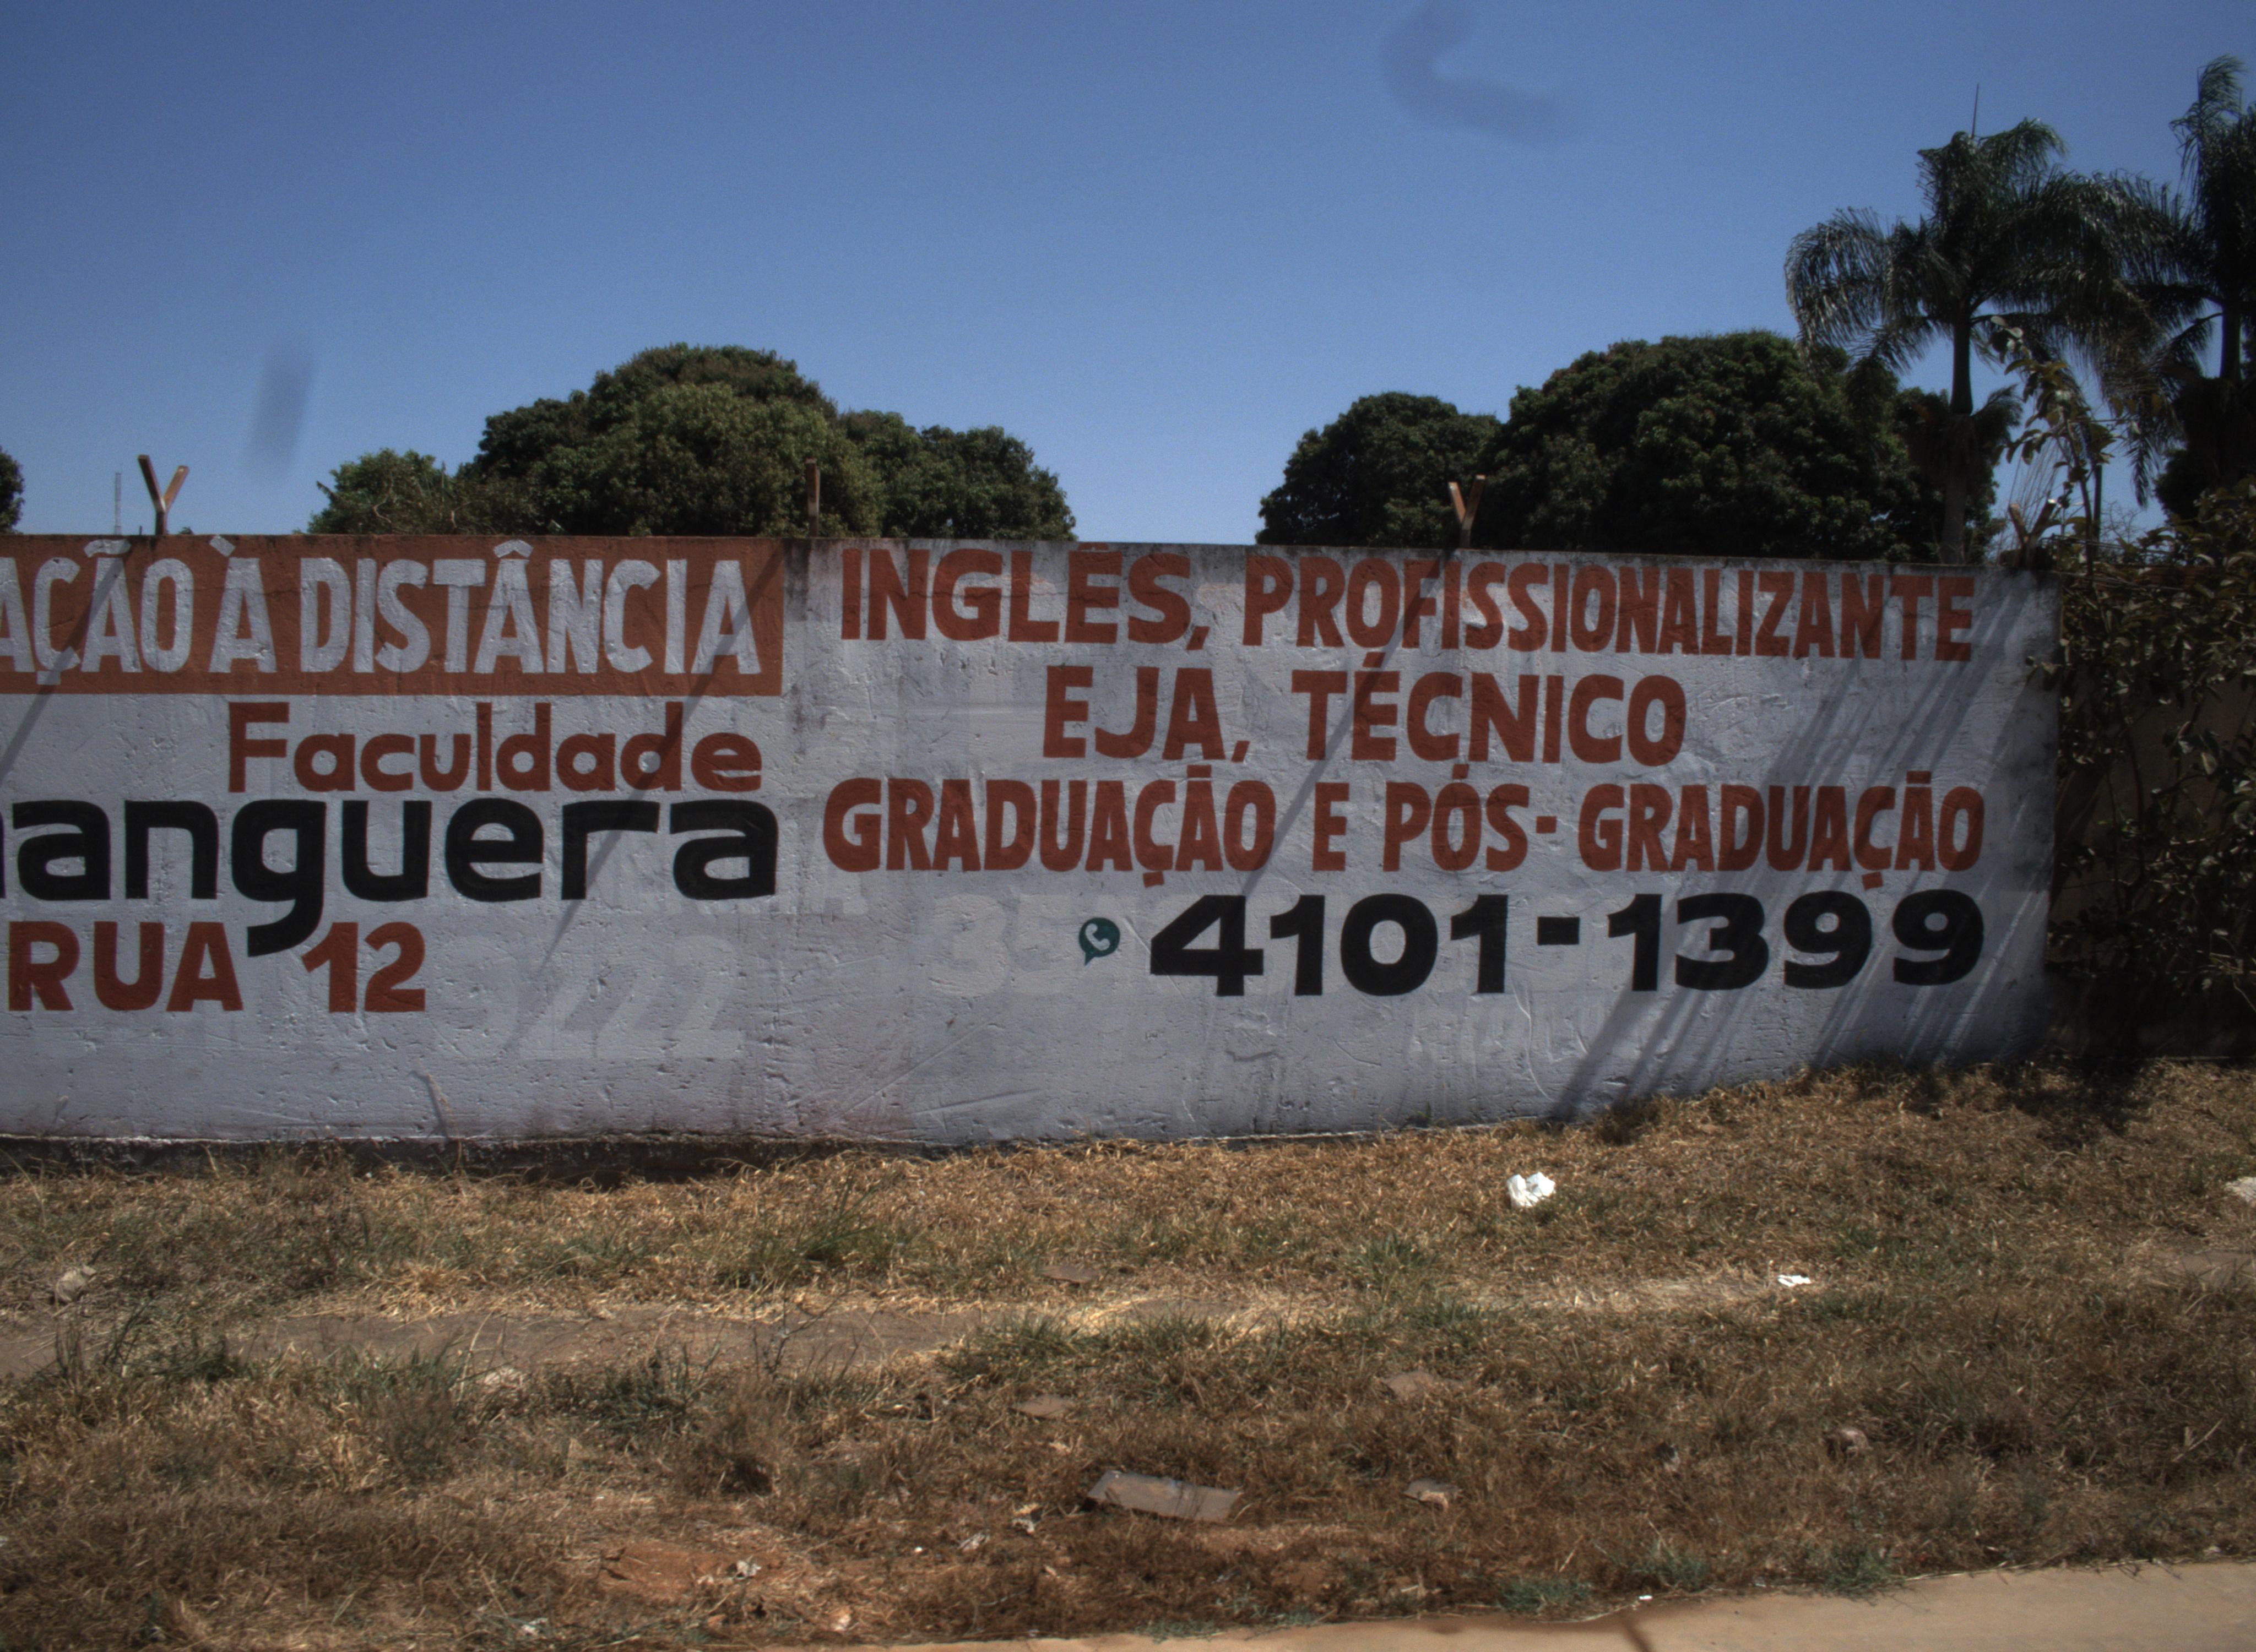 AÇÃO À DISTÂNCIA
Faculdade
anguera
RUA 12
INGLÊS, PROFISSIONALIZANTE
EJA, TÉCNICO
GRADUAÇÃO E PÓS-GRADUAÇÃO
4101-1399